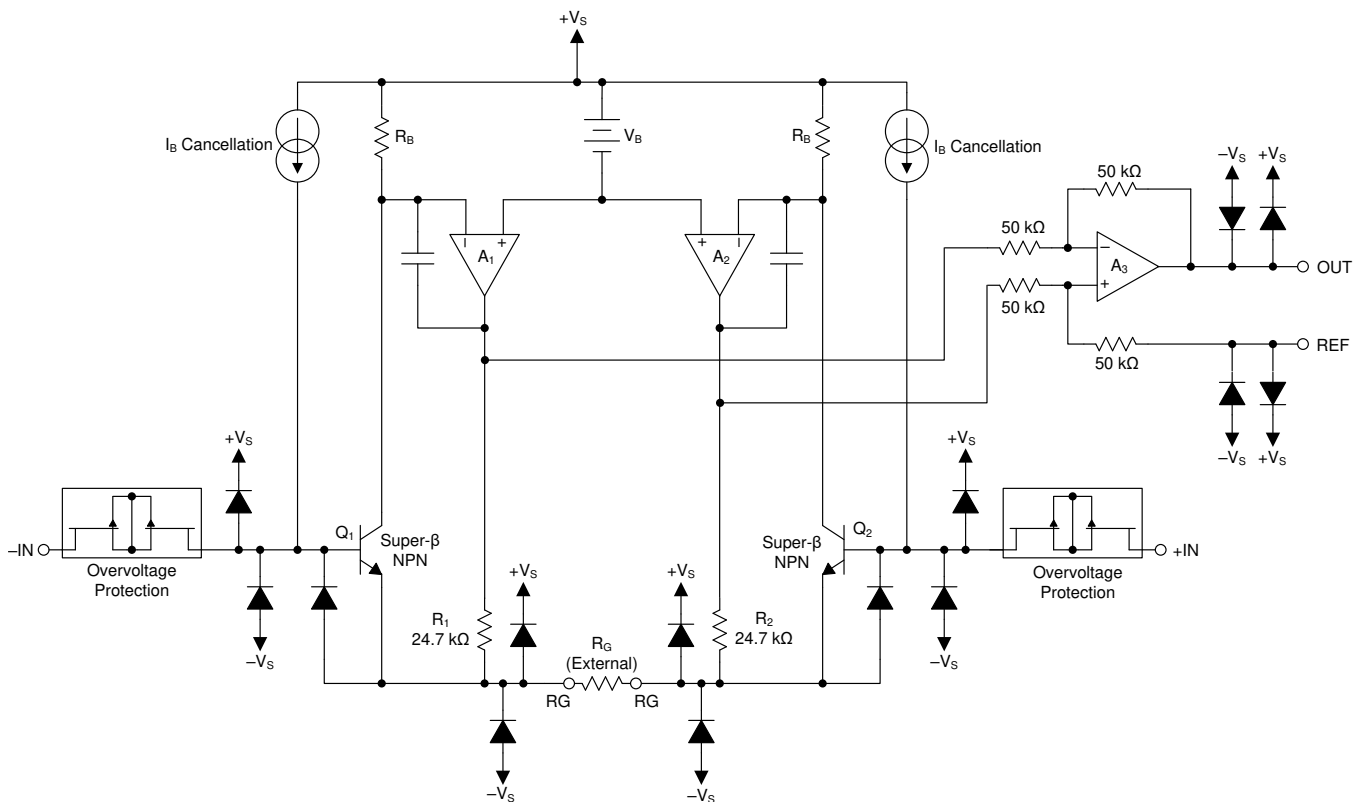 +VS
IB Cancellation
RB
VB
RB
IB Cancellation
−VS
+VS
50 kΩ
50 kΩ
−
+
A1
+
−
A2
−
+
A3
OUT
50 kΩ
50 kΩ
REF
−VS
+VS
+VS
+VS
−IN
Overvoltage
Protection
Q1
Super-β
NPN
Q2
Super-β
NPN
+IN
Overvoltage
Protection
−VS
+VS
R1
24.7 kΩ
+VS
R2
24.7 kΩ
−VS
RG
(External)
RG
RG
−VS
−VS